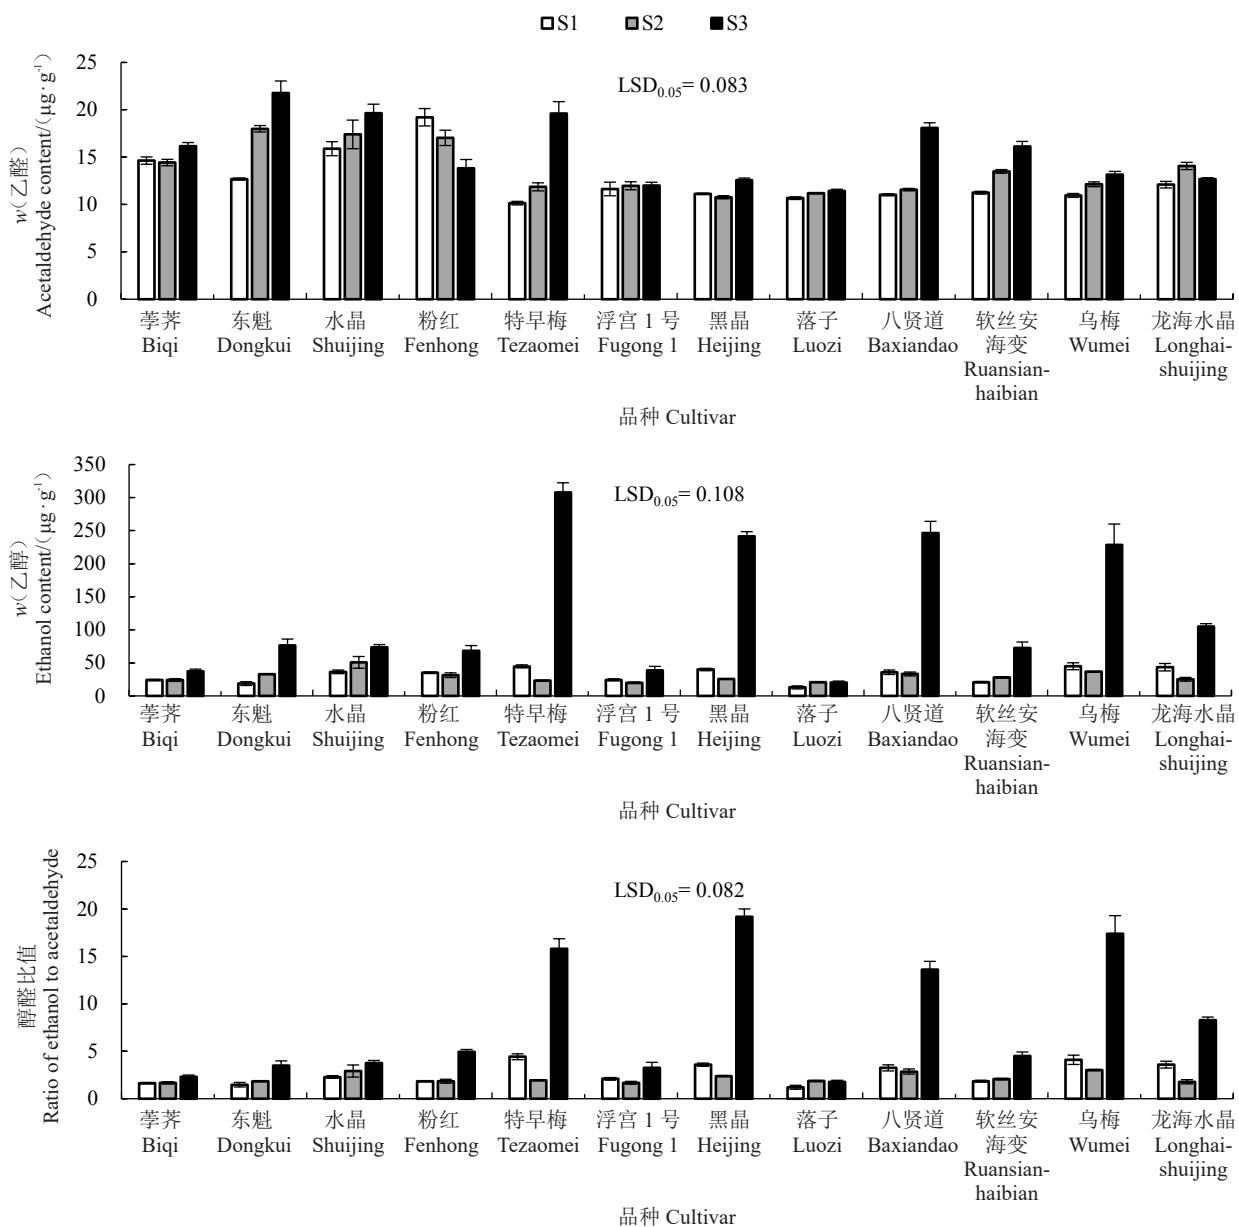 S1 S2 S3
w(乙醛)
Acetaldehyde content/(μg·g⁻¹)
25
20
15
10
5
0
LSD₀.₀₅= 0.083
荸荠 东魁 水晶 粉红 特早梅 浮宫 1 号 黑晶 落子 八贤道 软丝安 乌梅 龙海水晶
Biqi Dongkui Shuijing Fenhong Tezaomei Fugong 1 Heijing Luozi Baxiandao 海变 Wumei Longhai-
Ruansian- shuijing
haibian
品种 Cultivar
w(乙醇)
Ethanol content/(μg·g⁻¹)
350
300
250
200
150
100
50
0
LSD₀.₀₅= 0.108
荸荠 东魁 水晶 粉红 特早梅 浮宫 1 号 黑晶 落子 八贤道 软丝安 乌梅 龙海水晶
Biqi Dongkui Shuijing Fenhong Tezaomei Fugong 1 Heijing Luozi Baxiandao 海变 Wumei Longhai-
Ruansian- shuijing
haibian
品种 Cultivar
醇醛比值
Ratio of ethanol to acetaldehyde
25
20
15
10
5
0
LSD₀.₀₅= 0.082
荸荠 东魁 水晶 粉红 特早梅 浮宫 1 号 黑晶 落子 八贤道 软丝安 乌梅 龙海水晶
Biqi Dongkui Shuijing Fenhong Tezaomei Fugong 1 Heijing Luozi Baxiandao 海变 Wumei Longhai-
Ruansian- shuijing
haibian
品种 Cultivar